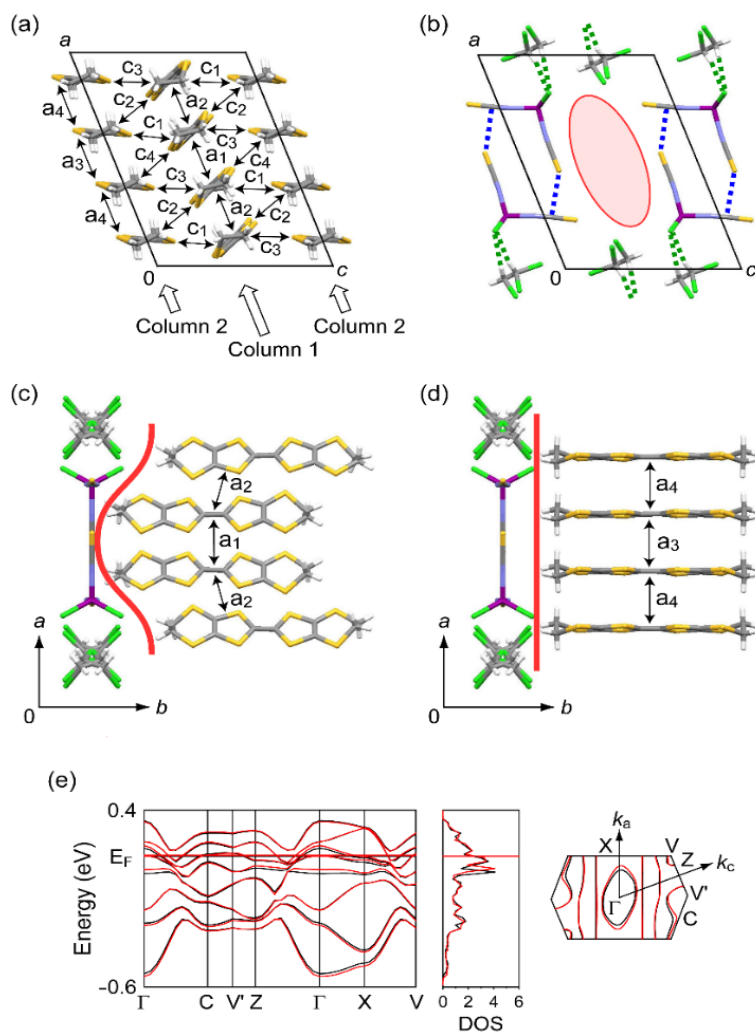 (a)
a
c3 c1
a4 c2 a2 c2
c1 c3
a3 c4 a1 c4
c3 c1
a4 c2 a2 c2
c1 c3
0 c
Column 2 Column 2
Column 1
(b)
a
0 c
(c)
a2
a1
a2
a
0 b
(d)
a4
a3
a4
a
0 b
(e)
0.4
EF
Energy (eV)
−0.6
Γ C V' Z Γ X V
0 2 4 6
DOS
ka
X V
Z kc
Γ V'
C